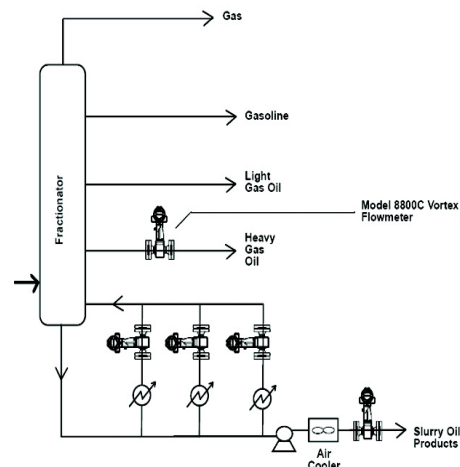 Gas
Gasoline
Fractionator
Light
Gas Oil
Model 8800C Vortex
Flowmeter
Heavy
Gas
Oil
Slurry Oil
Products
Air
Cooler